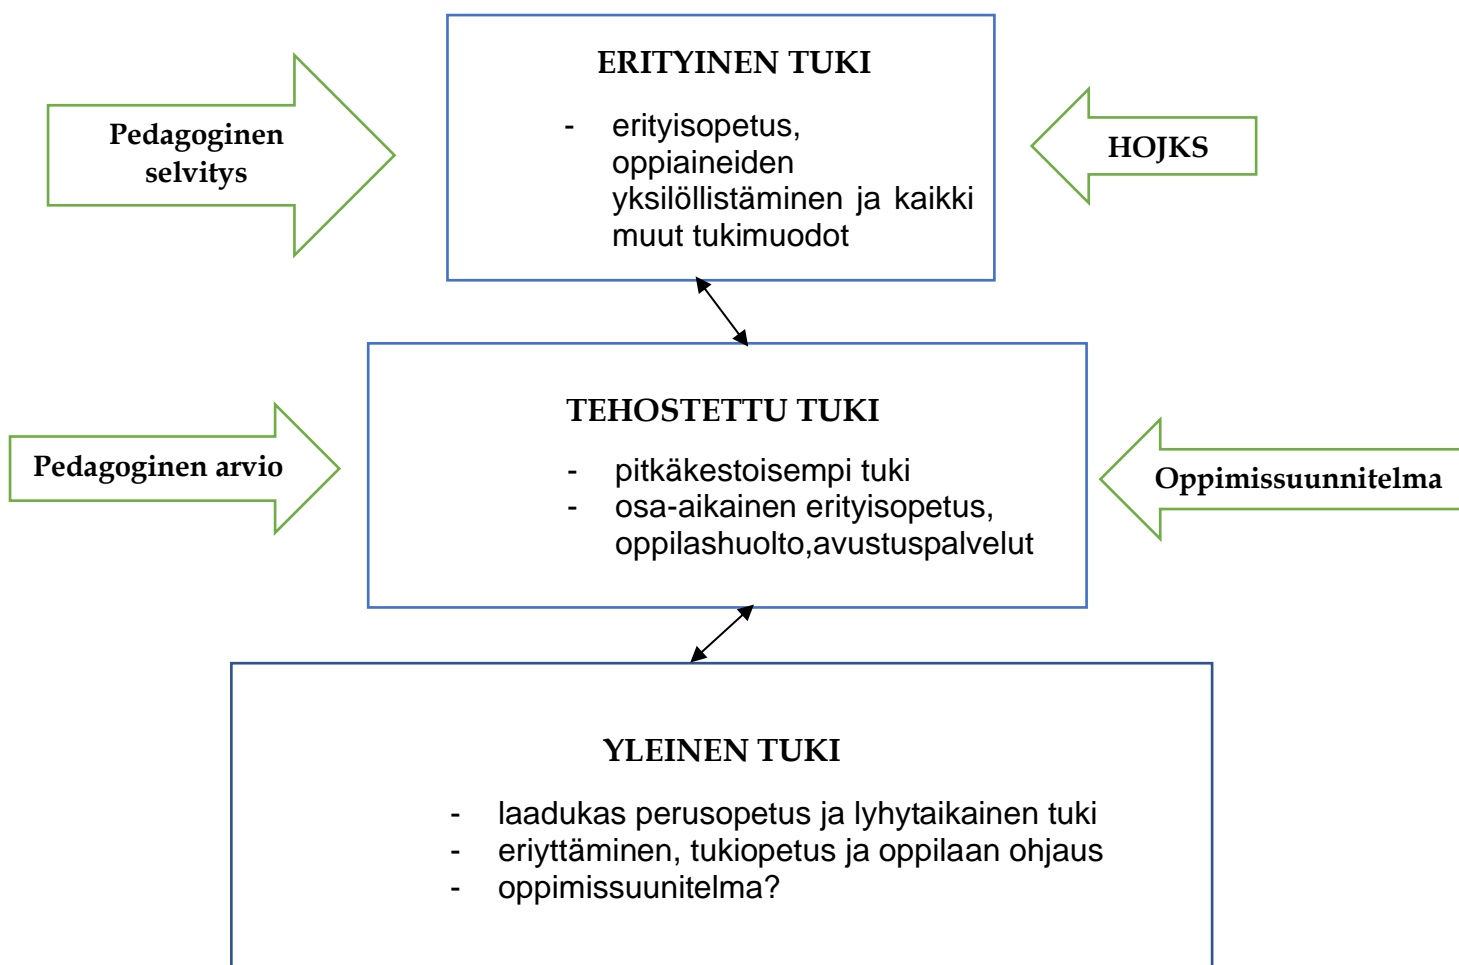 ERITYINEN TUKI
- erityisopetus,
oppiaineiden
yksilöllistäminen ja kaikki
muut tukimuodot
Pedagoginen
selvitys
HOJKS
TEHOSTETTU TUKI
- pitkäkestoisempi tuki
- osa-aikainen erityisopetus,
oppilashuolto,avustuspalvelut
Pedagoginen arvio
Oppimissuunnitelma
YLEINEN TUKI
- laadukas perusopetus ja lyhytaikainen tuki
- eriyttäminen, tukiopetus ja oppilaan ohjaus
- oppimissuunitelma?